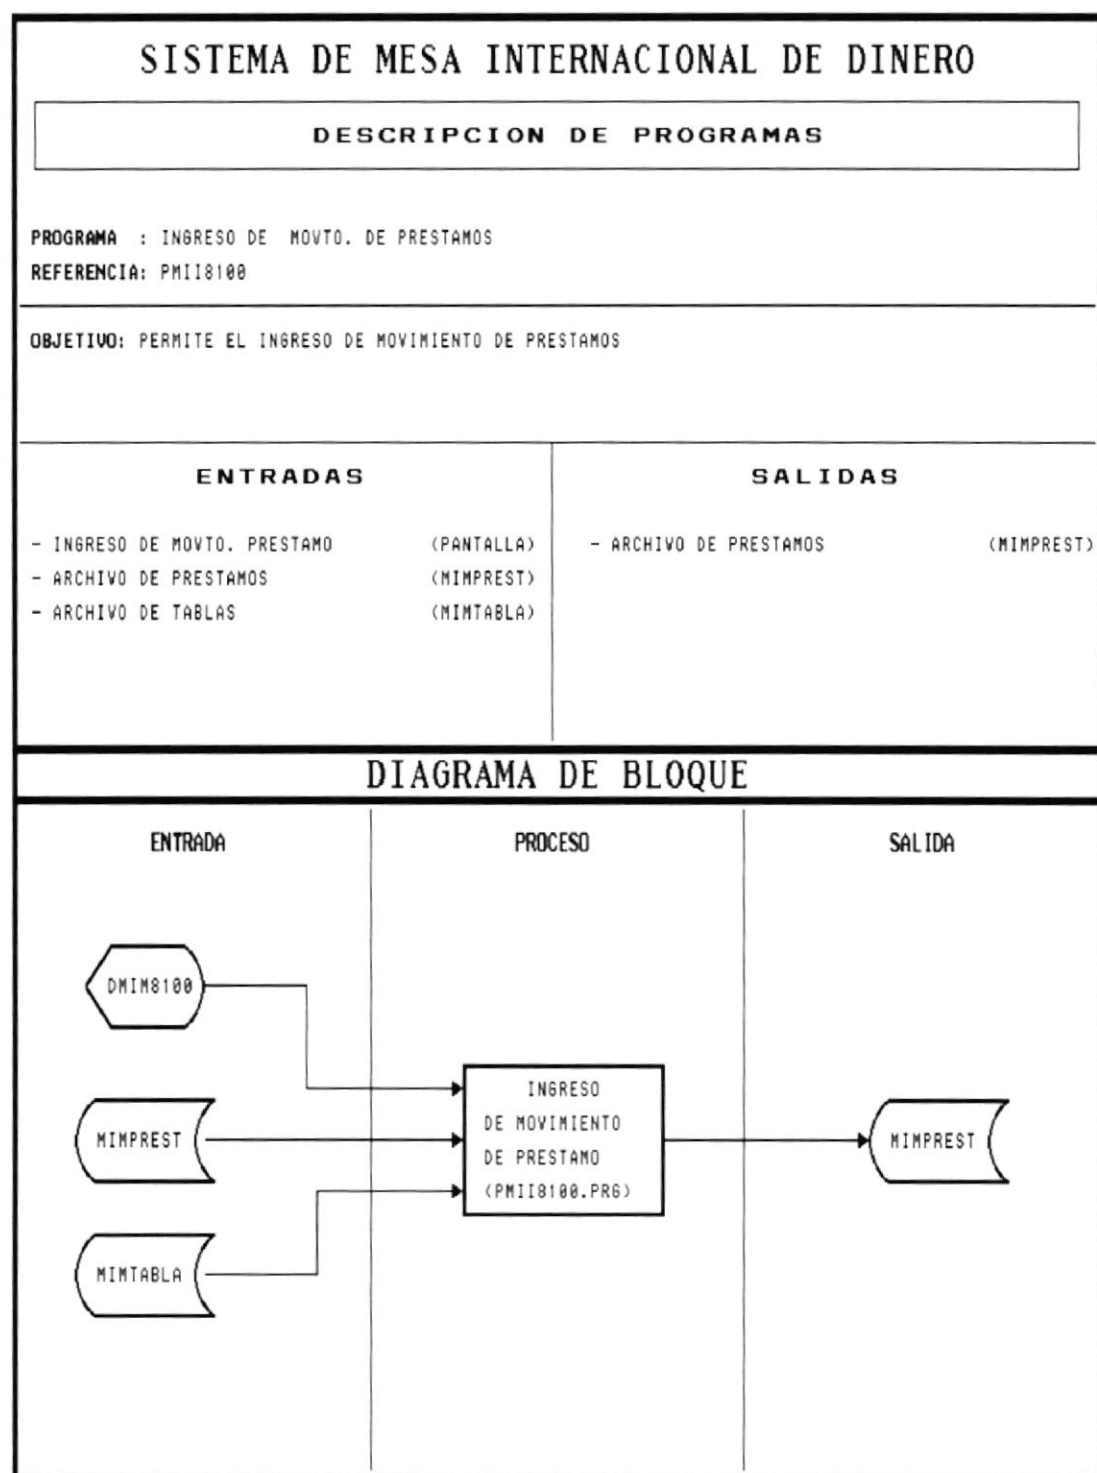 SISTEMA DE MESA INTERNACIONAL DE DINERO
DESCRIPCION DE PROGRAMAS
PROGRAMA : INGRESO DE MOVTO. DE PRESTAMOS
REFERENCIA: PMII8100
OBJETIVO: PERMITE EL INGRESO DE MOVIMIENTO DE PRESTAMOS
ENTRADAS
- INGRESO DE MOVTO. PRESTAMO (PANTALLA)
- ARCHIVO DE PRESTAMOS (MIMPREST)
- ARCHIVO DE TABLAS (MIMTABLA)
SALIDAS
- ARCHIVO DE PRESTAMOS (MIMPREST)
DIAGRAMA DE BLOQUE
ENTRADA
PROCESO
SALIDA
DMIM8100
MIMPREST
MIMTABLA
INGRESO
DE MOVIMIENTO
DE PRESTAMO
(PMII8100.PRG)
MIMPREST